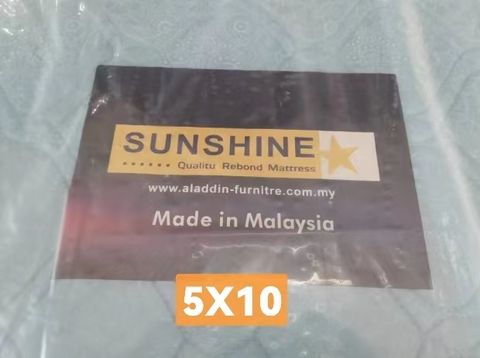 SUNSHINE
Qualitu Rebond Mattress
www.aladdin-furnitre.com.my
Made in Malaysia
5X10